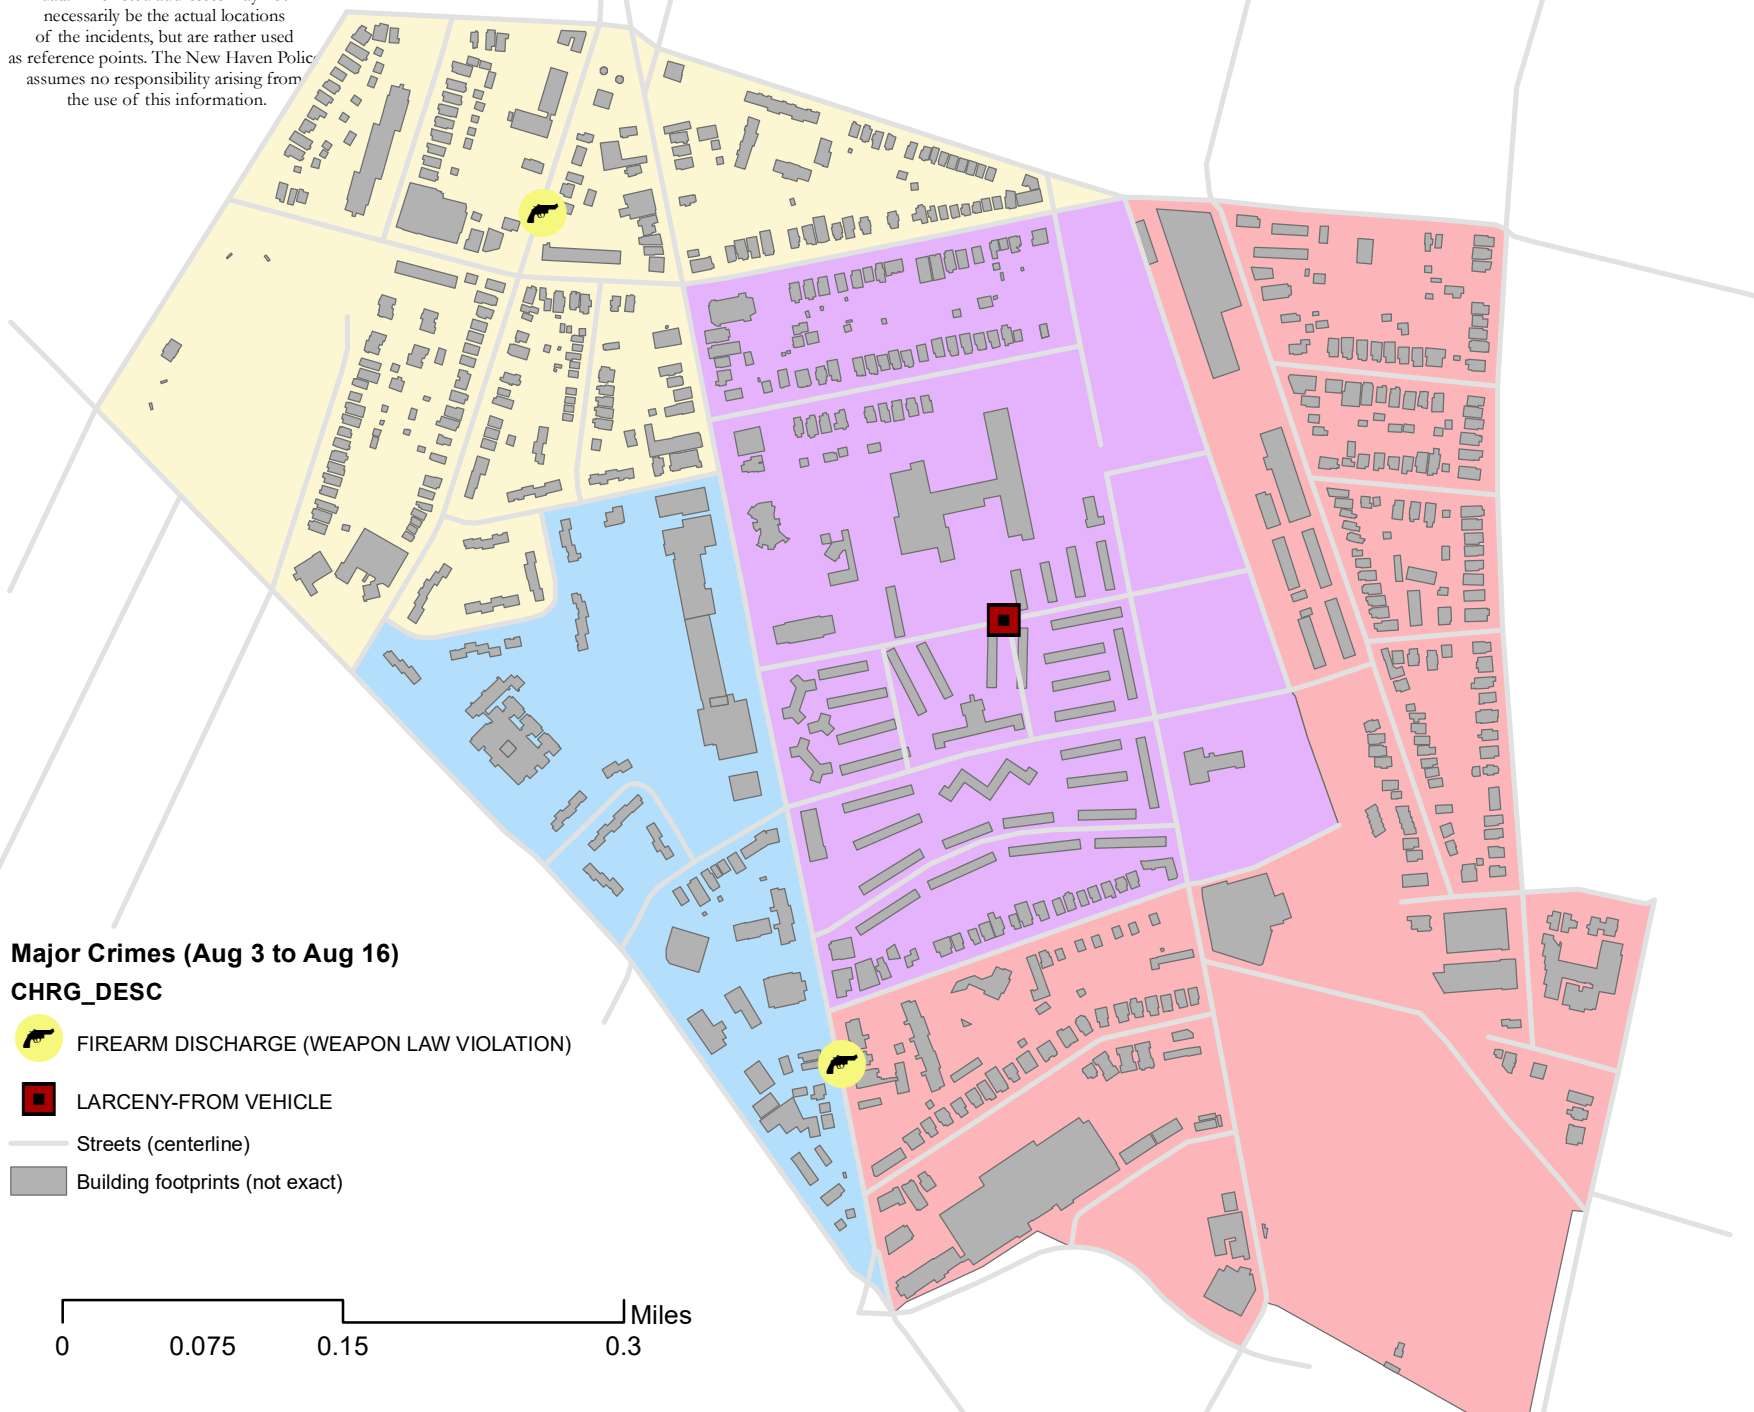 necessarily be the actual locations
of the incidents, but are rather used
as reference points. The New Haven Polic
assumes no responsibility arising from
the use of this information.
Major Crimes (Aug 3 to Aug 16)
CHRG_DESC
FIREARM DISCHARGE (WEAPON LAW VIOLATION)
LARCENY-FROM VEHICLE
Streets (centerline)
Building footprints (not exact)
Miles
0 0.075 0.15 0.3